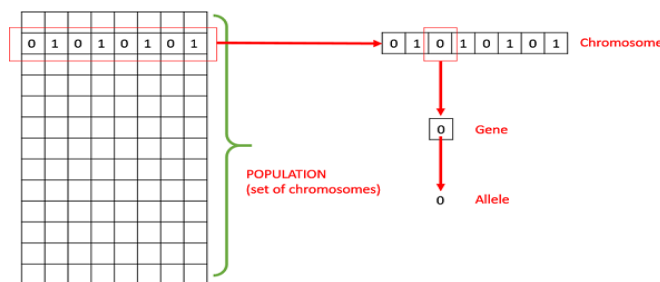 0 1 0 1 0 1 0 1
0 1 0 1 0 1 0 1
Chromosome
0
Gene
POPULATION
(set of chromosomes)
0
Allele